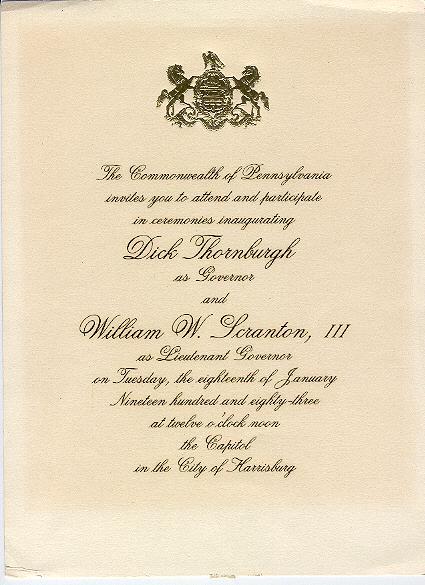 The Commonwealth of Pennsylvania
invites you to attend and participate
in ceremonies inaugurating
Dick Thornburgh
as Governor
and
William W. Scranton, III
as Lieutenant Governor
on Tuesday, the eighteenth of January
Nineteen hundred and eighty-three
at twelve o'clock noon
the Capitol
in the City of Harrisburg